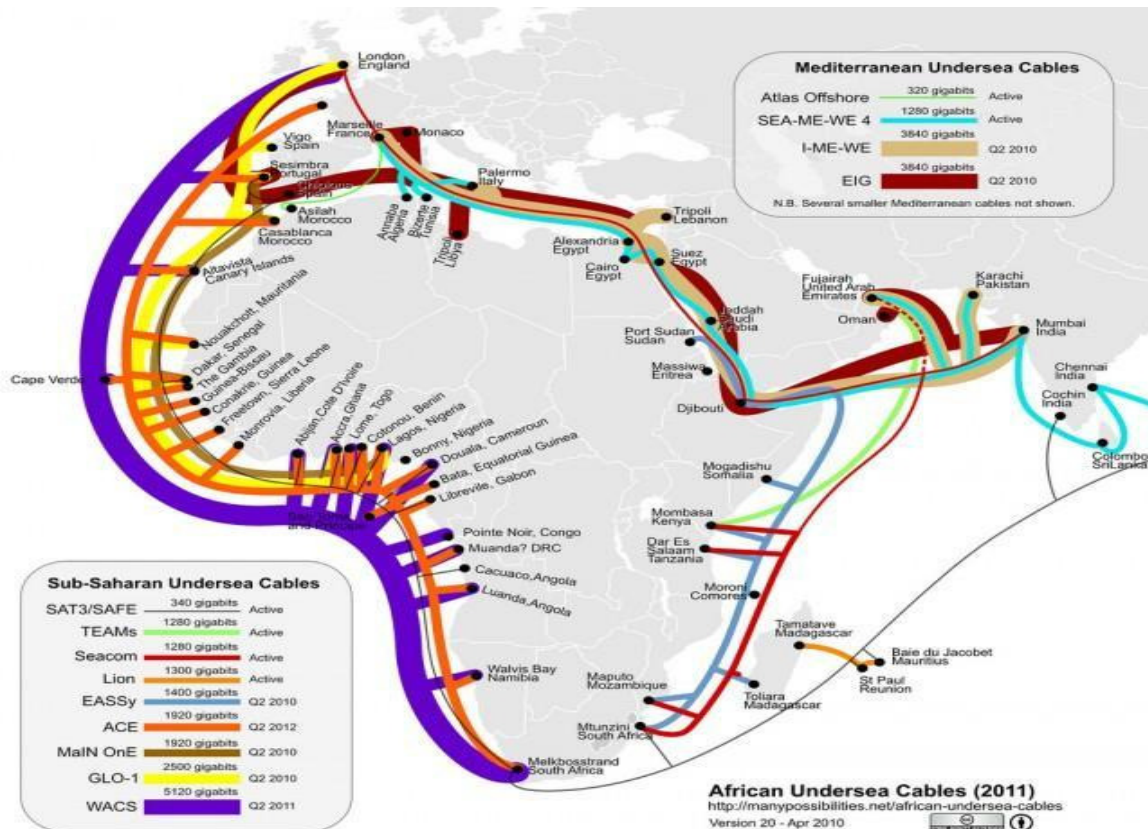 London
England
Vigo
Spain
Sesimbra
Portugal
Chipiona
Spain
Asilah
Morocco
Casablanca
Morocco
Altavista
Canary Islands
Marseille
France
Monaco
Palermo
Italy
Annaba
Algeria
Bizerte
Tunisia
Tripoli
Libya
Tripoli
Lebanon
Alexandria
Egypt
Cairo
Egypt
Suez
Egypt
Jeddah
Saudi
Arabia
Port Sudan
Sudan
Massiwa
Eritrea
Djibouti
Fujairah
United Arab
Emirates
Oman
Karachi
Pakistan
Mumbai
India
Chennai
India
Cochin
India
Colombo
SriLanka
Mediterranean Undersea Cables
Atlas Offshore 320 gigabits Active
SEA-ME-WE 4 1280 gigabits Active
I-ME-WE 3840 gigabits Q2 2010
EIG 3840 gigabits Q2 2010
N.B. Several smaller Mediterranean cables not shown.
Nouakchott, Mauritania
Cape Verde
Dakar, Senegal
The Gambia
Guinea-Bissau
Conakrie, Guinea
Freetown, Sierra Leone
Monrovia, Liberia
Abijan,Cote D'Ivoire
Accra,Ghana
Lome, Togo
Cotonou, Benin
Lagos, Nigeria
Bonny, Nigeria
Douala, Cameroun
Bata, Equatorial Guinea
Libreville, Gabon
Sao Tome
and Principe
Pointe Noir, Congo
Muanda? DRC
Cacuaco,Angola
Luanda,Angola
Walvis Bay
Namibia
Melkbosstrand
South Africa
Mogadishu
Somalia
Mombasa
Kenya
Dar Es
Salaam
Tanzania
Moroni
Comores
Maputo
Mozambique
Mtunzini
South Africa
Toliara
Madagascar
Tamatave
Madagascar
Baie du Jacobet
Mauritius
St Paul
Reunion
Sub-Saharan Undersea Cables
SAT3/SAFE 340 gigabits Active
TEAMs 1280 gigabits Active
Seacom 1280 gigabits Active
Lion 1300 gigabits Active
EASSy 1400 gigabits Q2 2010
ACE 1920 gigabits Q2 2012
MaIN OnE 1920 gigabits Q2 2010
GLO-1 2500 gigabits Q2 2010
WACS 5120 gigabits Q2 2011
African Undersea Cables (2011)
http://manypossibilities.net/african-undersea-cables
Version 20 - Apr 2010